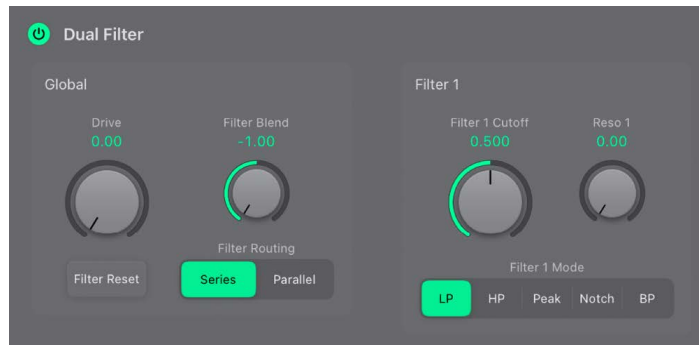 Dual Filter
Global
Drive
0.00
Filter Blend
-1.00
Filter Reset
Filter Routing
Series Parallel
Filter 1
Filter 1 Cutoff
0.500
Reso 1
0.00
Filter 1 Mode
LP HP Peak Notch BP